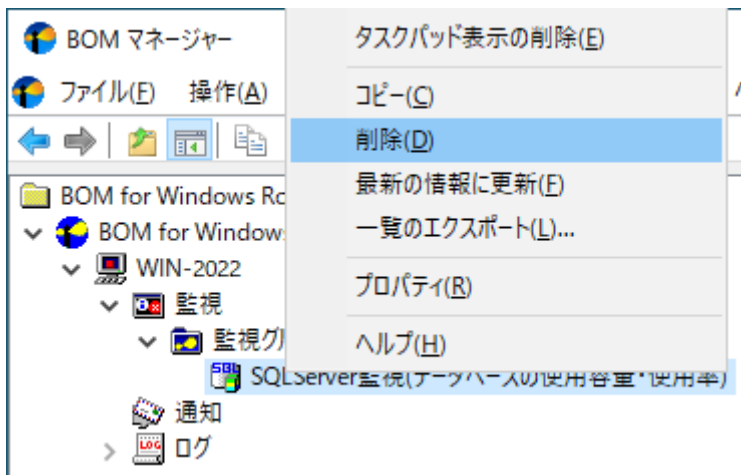 BOM マネージャー
ファイル(F) 操作(A)
タスクパッド表示の削除(E)
コピー(C)
削除(D)
最新の情報に更新(F)
一覧のエクスポート(L)...
プロパティ(R)
ヘルプ(H)
BOM for Windows Ro
BOM for Window
WIN-2022
監視
監視グ
SQLServer監視(データベースの使用容量・使用率)
通知
ログ